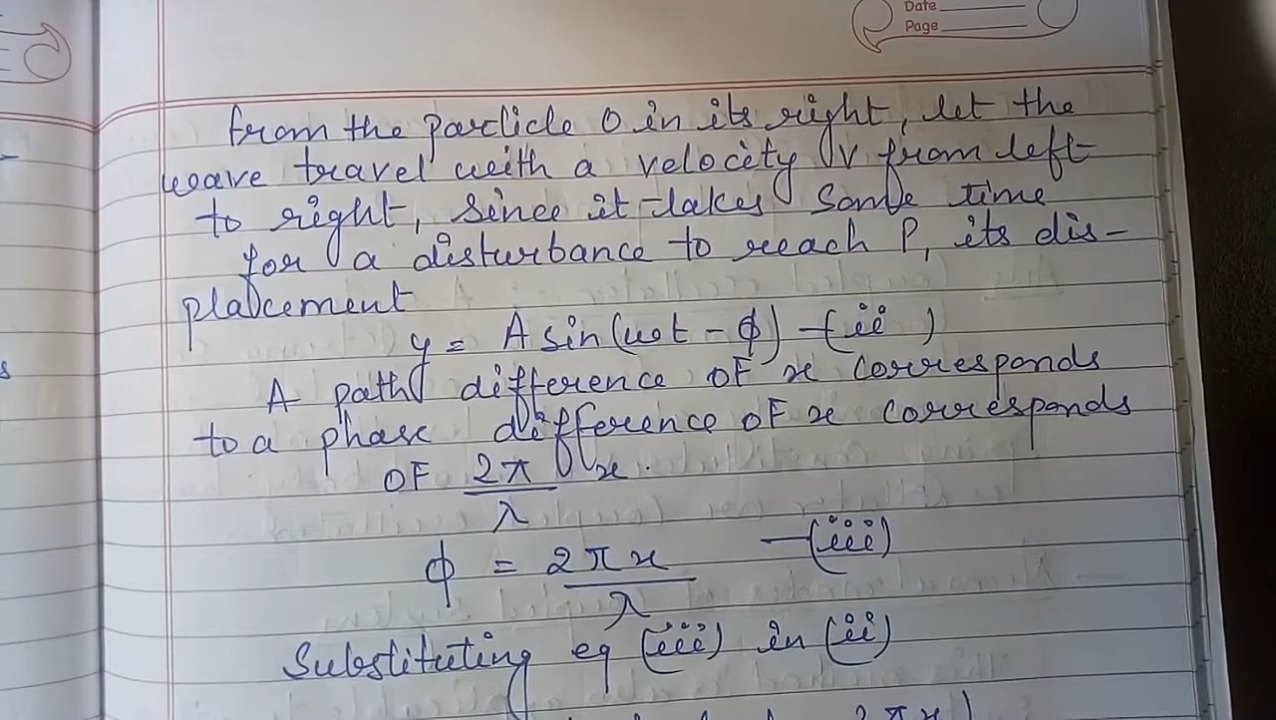 Date
Page
from the particle O in its right, let the
wave travel with a velocity V from left
to right, since it takes some time
for a disturbance to reach P, its dis-
placement
y = A sin(ωt - ϕ) -(ii)
A path difference of x corresponds
to a phase difference of x corresponds
OF 2π/λ x.
ϕ = 2πx/λ -(iii)
Substituting eq (iii) in (ii)
2πx)